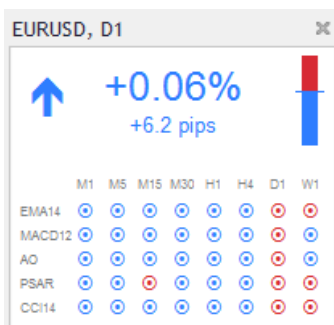 EURUSD, D1
+0.06%
+6.2 pips
M1 M5 M15 M30 H1 H4 D1 W1
EMA14
MACD12
AO
PSAR
CCI14